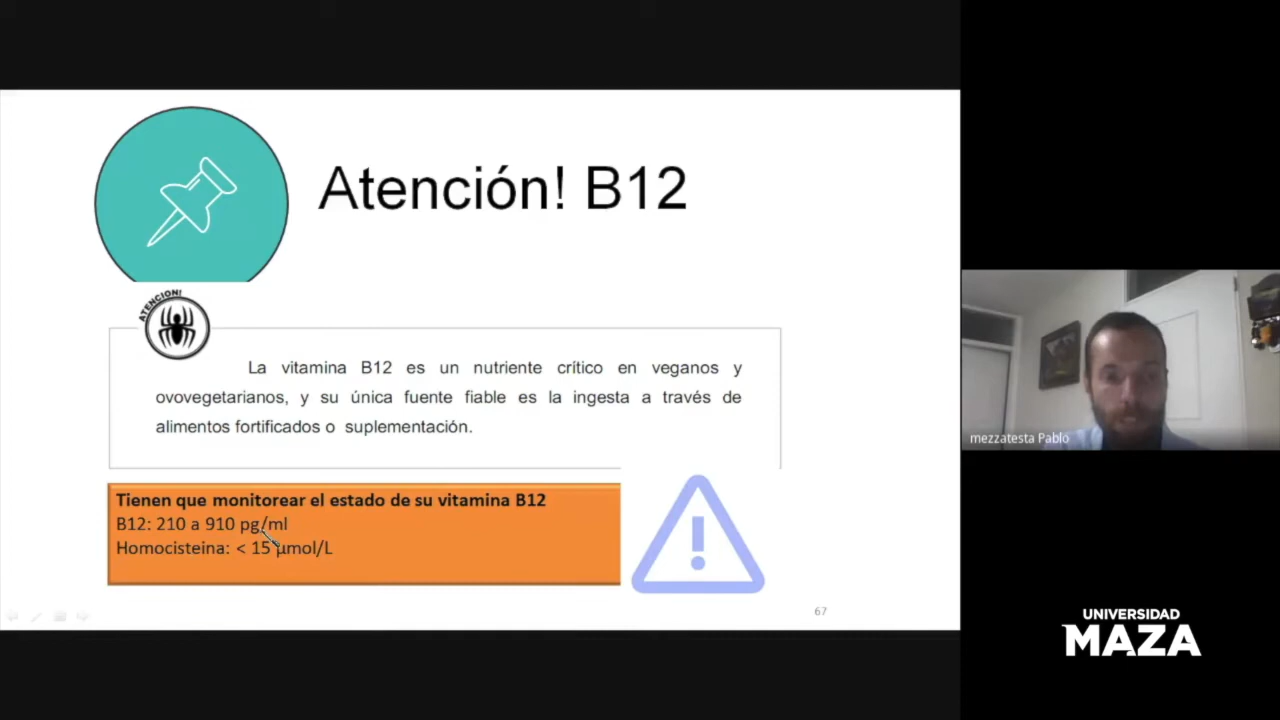 Atención! B12
ATENCION!
La vitamina B12 es un nutriente crítico en veganos y
ovovegetarianos, y su única fuente fiable es la ingesta a través de
alimentos fortificados o suplementación.
Tienen que monitorear el estado de su vitamina B12
B12: 210 a 910 pg/ml
Homocisteina: < 15 µmol/L
67
mezzatesta Pablo
UNIVERSIDAD
MAZA